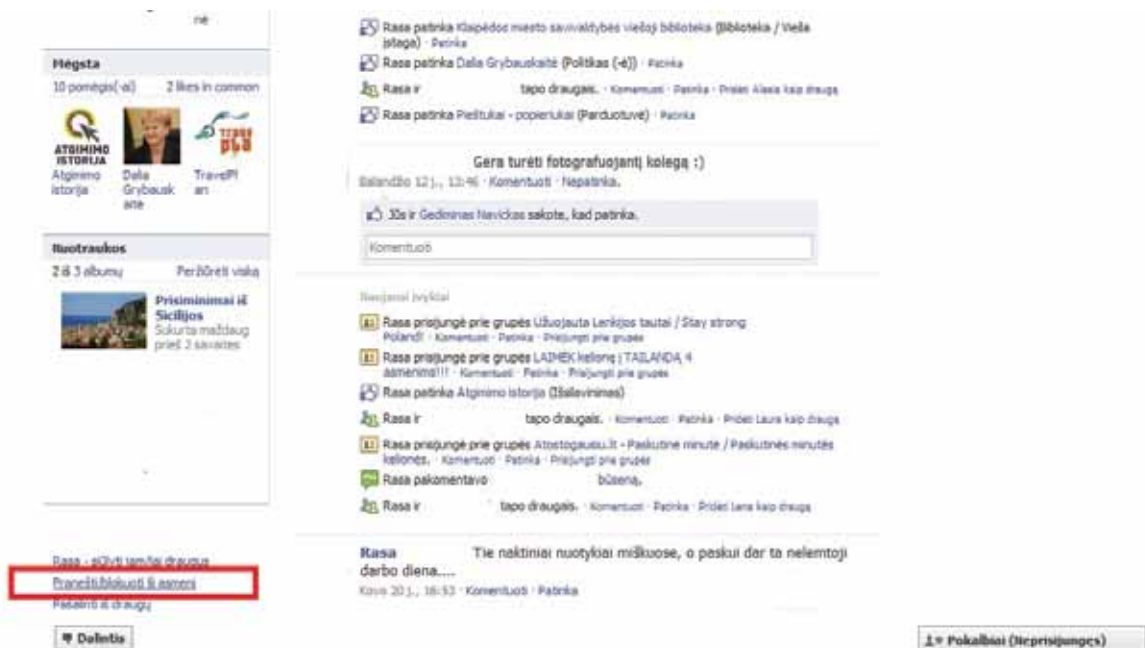 nė
Mėgsta
10 pomėgis(-ai) 2 likes in common
ATGIMIMO
ISTORIJA
Atgimimo
istorija
Dalia
Grybausk
aitė
TravelPl
an
Nuotraukos
2 iš 3 albumų Peržiūrėti viską
Prisiminimai iš
Sicilijos
Sukurta maždaug
prieš 2 savaites
Rasa - siūlyti jam/jai draugus
Pranešti/blokuoti šį asmenį
Pašalinti iš draugų
Dalintis
Rasa patinka Klaipėdos miesto savivaldybės viešoji biblioteka (Biblioteka / Vieša
įstaga) · Patinka
Rasa patinka Dalia Grybauskaitė (Politikas (-ė)) · Patinka
Rasa ir tapo draugais. · Komentuoti · Patinka · Pridėti Alasia kaip draugą
Rasa patinka Pieštukai - popieriukai (Parduotuvė) · Patinka
Gera turėti fotografuojantį kolegą :)
Balandžio 12 j., 13:46 · Komentuoti · Nepatinka.
Jūs ir Gediminas Navickas sakote, kad patinka.
Komentuoti
Naujausi įvykiai
Rasa prisijungė prie grupės Užuojauta Lenkijos tautai / Stay strong
Poland! · Komentuoti · Patinka · Prisijungti prie grupės
Rasa prisijungė prie grupės LAIMĖK kelionę į TAILANDĄ 4
asmenims!!! · Komentuoti · Patinka · Prisijungti prie grupės
Rasa patinka Atgimimo istorija (Išsilavinimas)
Rasa ir tapo draugais. · Komentuoti · Patinka · Pridėti Laura kaip draugą
Rasa prisijungė prie grupės Atostogausu.lt - Paskutinė minutė / Paskutinės minutės
kelionės. · Komentuoti · Patinka · Prisijungti prie grupės
Rasa pakomentavo būseną.
Rasa ir tapo draugais. · Komentuoti · Patinka · Pridėti Lena kaip draugą
Rasa Tie naktiniai nuotykiai miškuose, o paskui dar ta nelemtoji
darbo diena....
Kovo 20 j., 16:53 · Komentuoti · Patinka
Pokalbiai (Neprisijungęs)